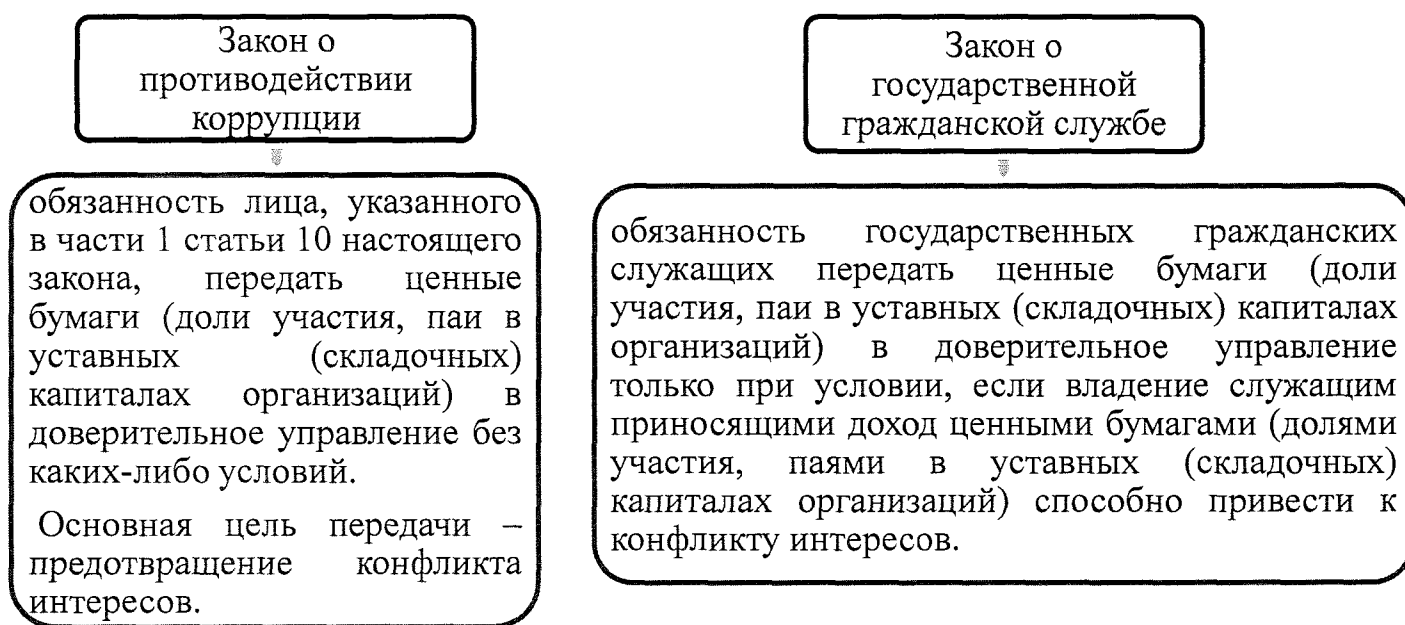 Закон о
противодействии
коррупции
обязанность лица, указанного
в части 1 статьи 10 настоящего
закона, передать ценные
бумаги (доли участия, паи в
уставных (складочных)
капиталах организаций) в
доверительное управление без
каких-либо условий.
Основная цель передачи –
предотвращение конфликта
интересов.
Закон о
государственной
гражданской службе
обязанность государственных гражданских
служащих передать ценные бумаги (доли
участия, паи в уставных (складочных) капиталах
организаций) в доверительное управление
только при условии, если владение служащим
приносящими доход ценными бумагами (долями
участия, паями в уставных (складочных)
капиталах организаций) способно привести к
конфликту интересов.